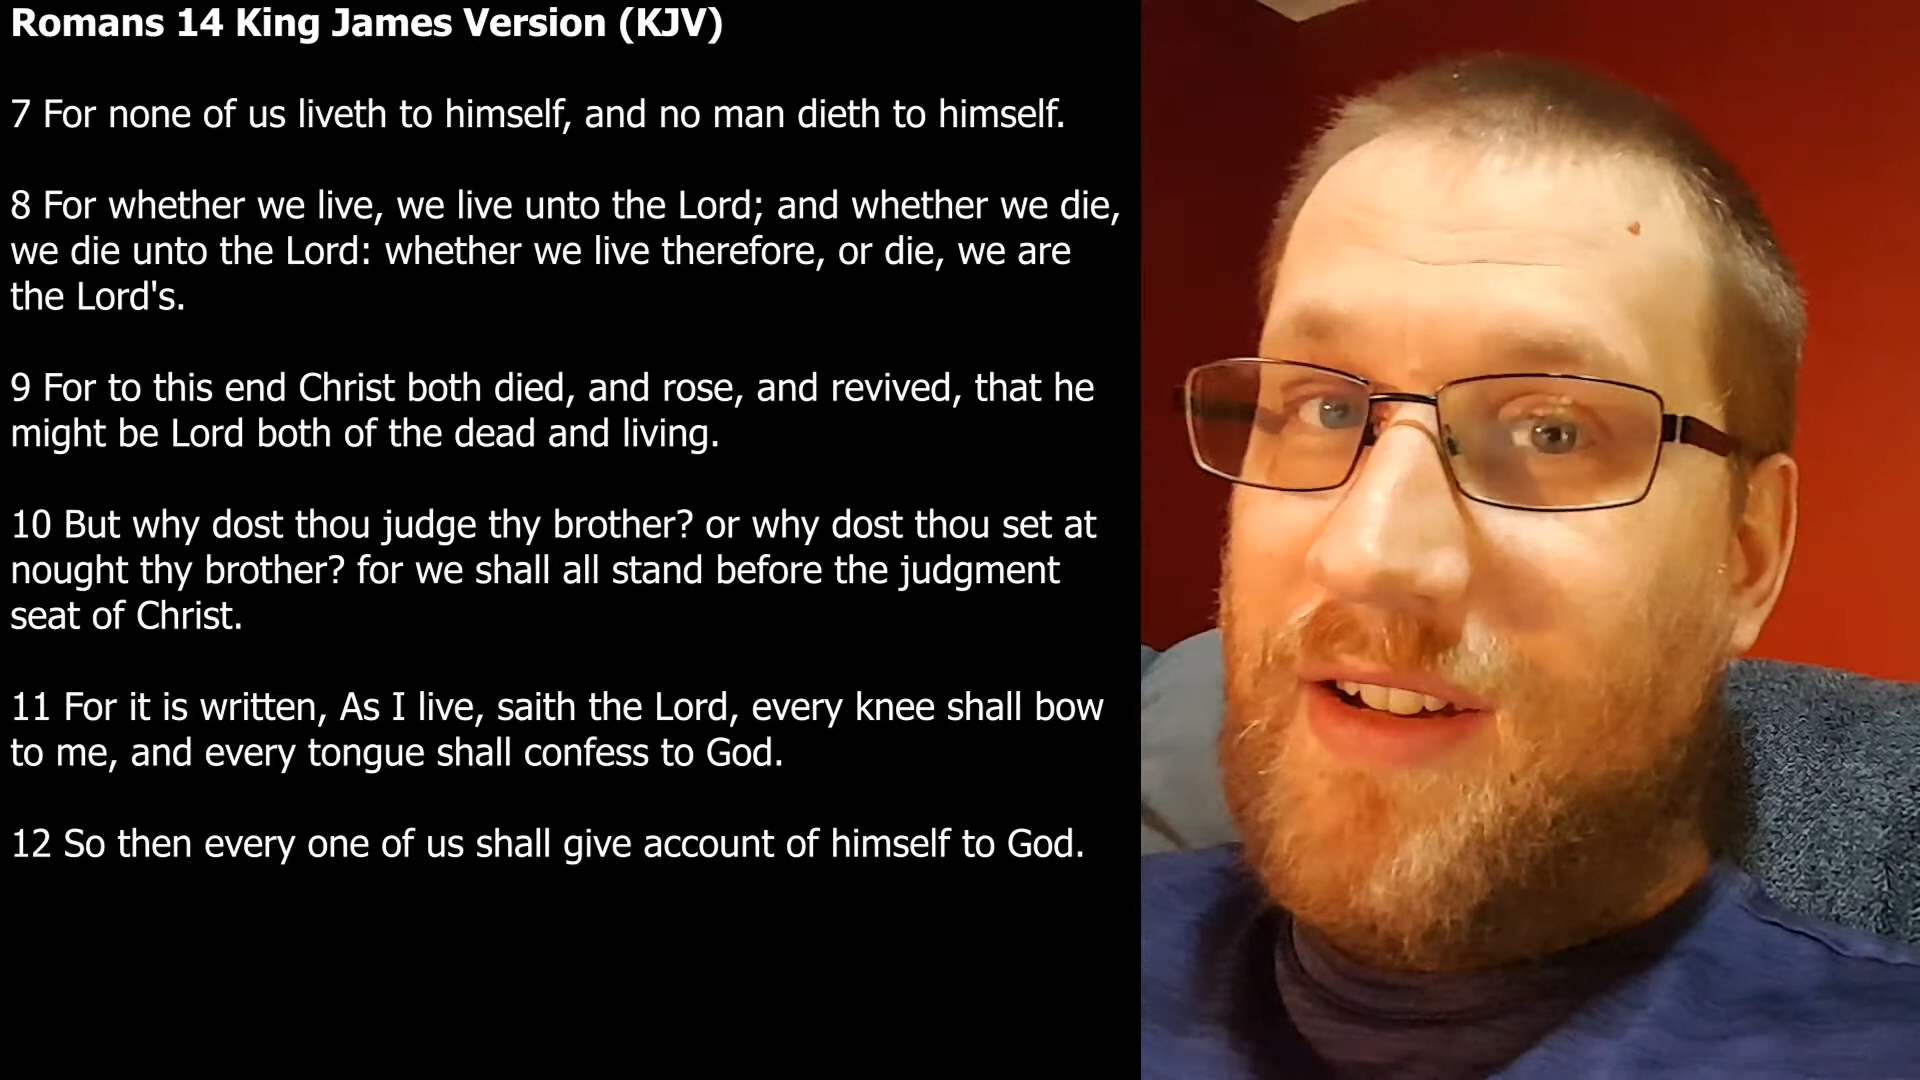 Romans 14 King James Version (KJV)
7 For none of us liveth to himself, and no man dieth to himself.
8 For whether we live, we live unto the Lord; and whether we die,
we die unto the Lord: whether we live therefore, or die, we are
the Lord's.
9 For to this end Christ both died, and rose, and revived, that he
might be Lord both of the dead and living.
10 But why dost thou judge thy brother? or why dost thou set at
nought thy brother? for we shall all stand before the judgment
seat of Christ.
11 For it is written, As I live, saith the Lord, every knee shall bow
to me, and every tongue shall confess to God.
12 So then every one of us shall give account of himself to God.